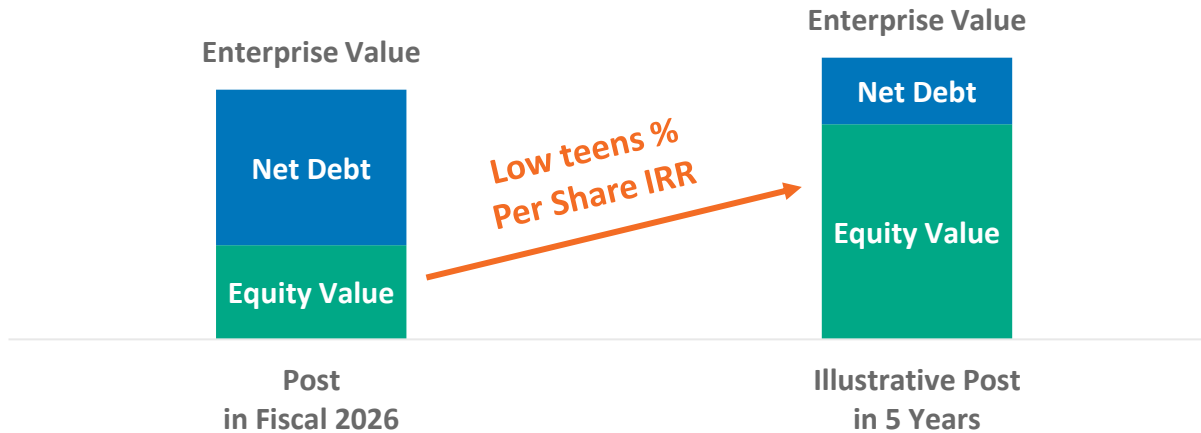 Enterprise Value
Net Debt
Equity Value
Post
in Fiscal 2026
Low teens %
Per Share IRR
Enterprise Value
Net Debt
Equity Value
Illustrative Post
in 5 Years